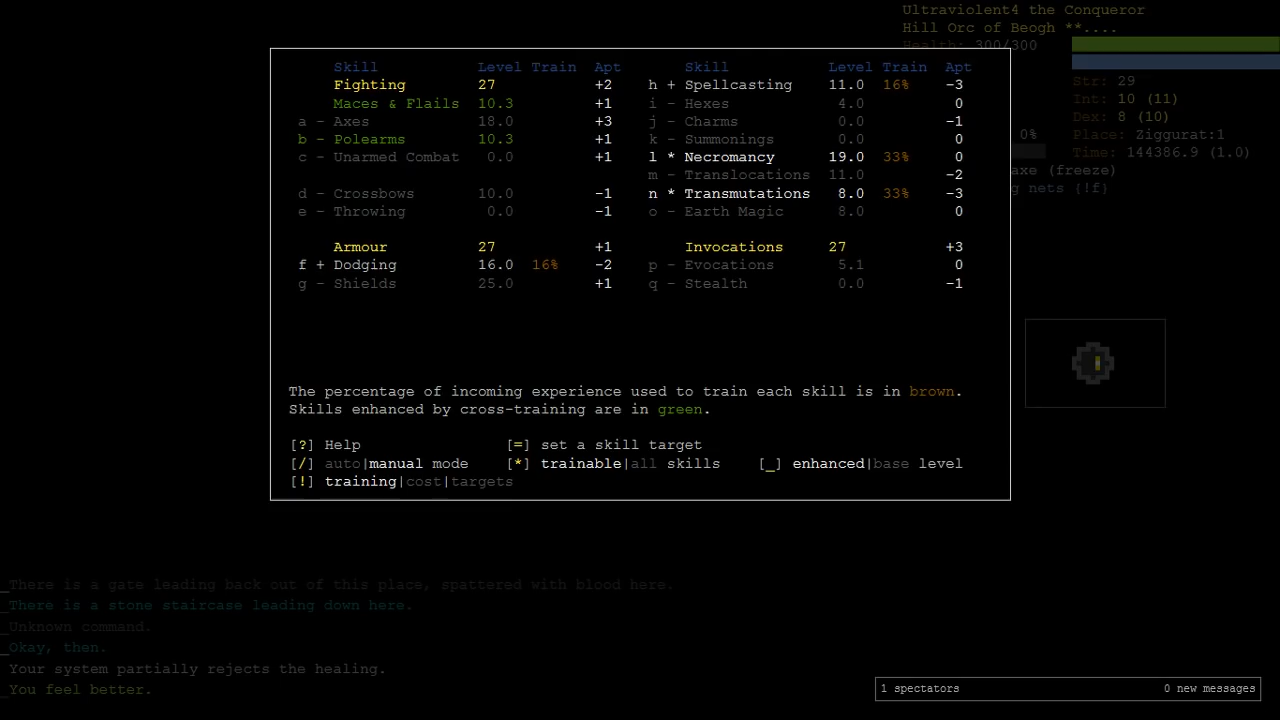 Ultraviolent4 the Conqueror
Hill Orc of Beogh **....
Health: 300/300
Str: 29
Int: 10 (11)
Dex: 8 (10)
0% Place: Ziggurat:1
Time: 144386.9 (1.0)
axe (freeze)
g nets {!f}
Skill Level Train Apt Skill Level Train Apt
Fighting 27 +2 h + Spellcasting 11.0 16% -3
Maces & Flails 10.3 +1 i - Hexes 4.0 0
a - Axes 18.0 +3 j - Charms 0.0 -1
b - Polearms 10.3 +1 k - Summonings 0.0 0
c - Unarmed Combat 0.0 +1 l * Necromancy 19.0 33% 0
m - Translocations 11.0 -2
d - Crossbows 10.0 -1 n * Transmutations 8.0 33% -3
e - Throwing 0.0 -1 o - Earth Magic 8.0 0
Armour 27 +1 Invocations 27 +3
f + Dodging 16.0 16% -2 p - Evocations 5.1 0
g - Shields 25.0 +1 q - Stealth 0.0 -1
The percentage of incoming experience used to train each skill is in brown.
Skills enhanced by cross-training are in green.
[?] Help [=] set a skill target
[/] auto|manual mode [*] trainable|all skills [_] enhanced|base level
[!] training|cost|targets
_There is a gate leading back out of this place, spattered with blood here.
_There is a stone staircase leading down here.
_Unknown command.
_Okay, then.
Your system partially rejects the healing.
_You feel better.
1 spectators 0 new messages